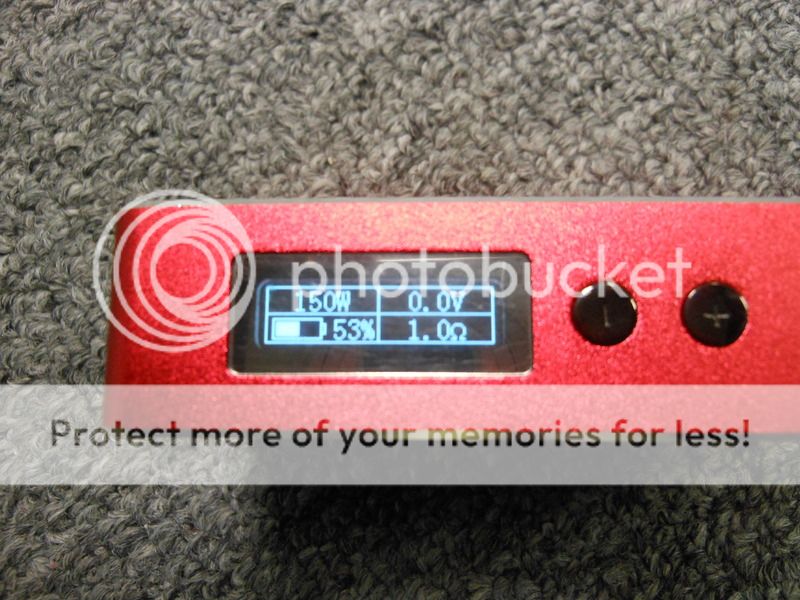 photobucket
150W 0.0V
53% 1.0Ω
- +
Protect more of your memories for less!